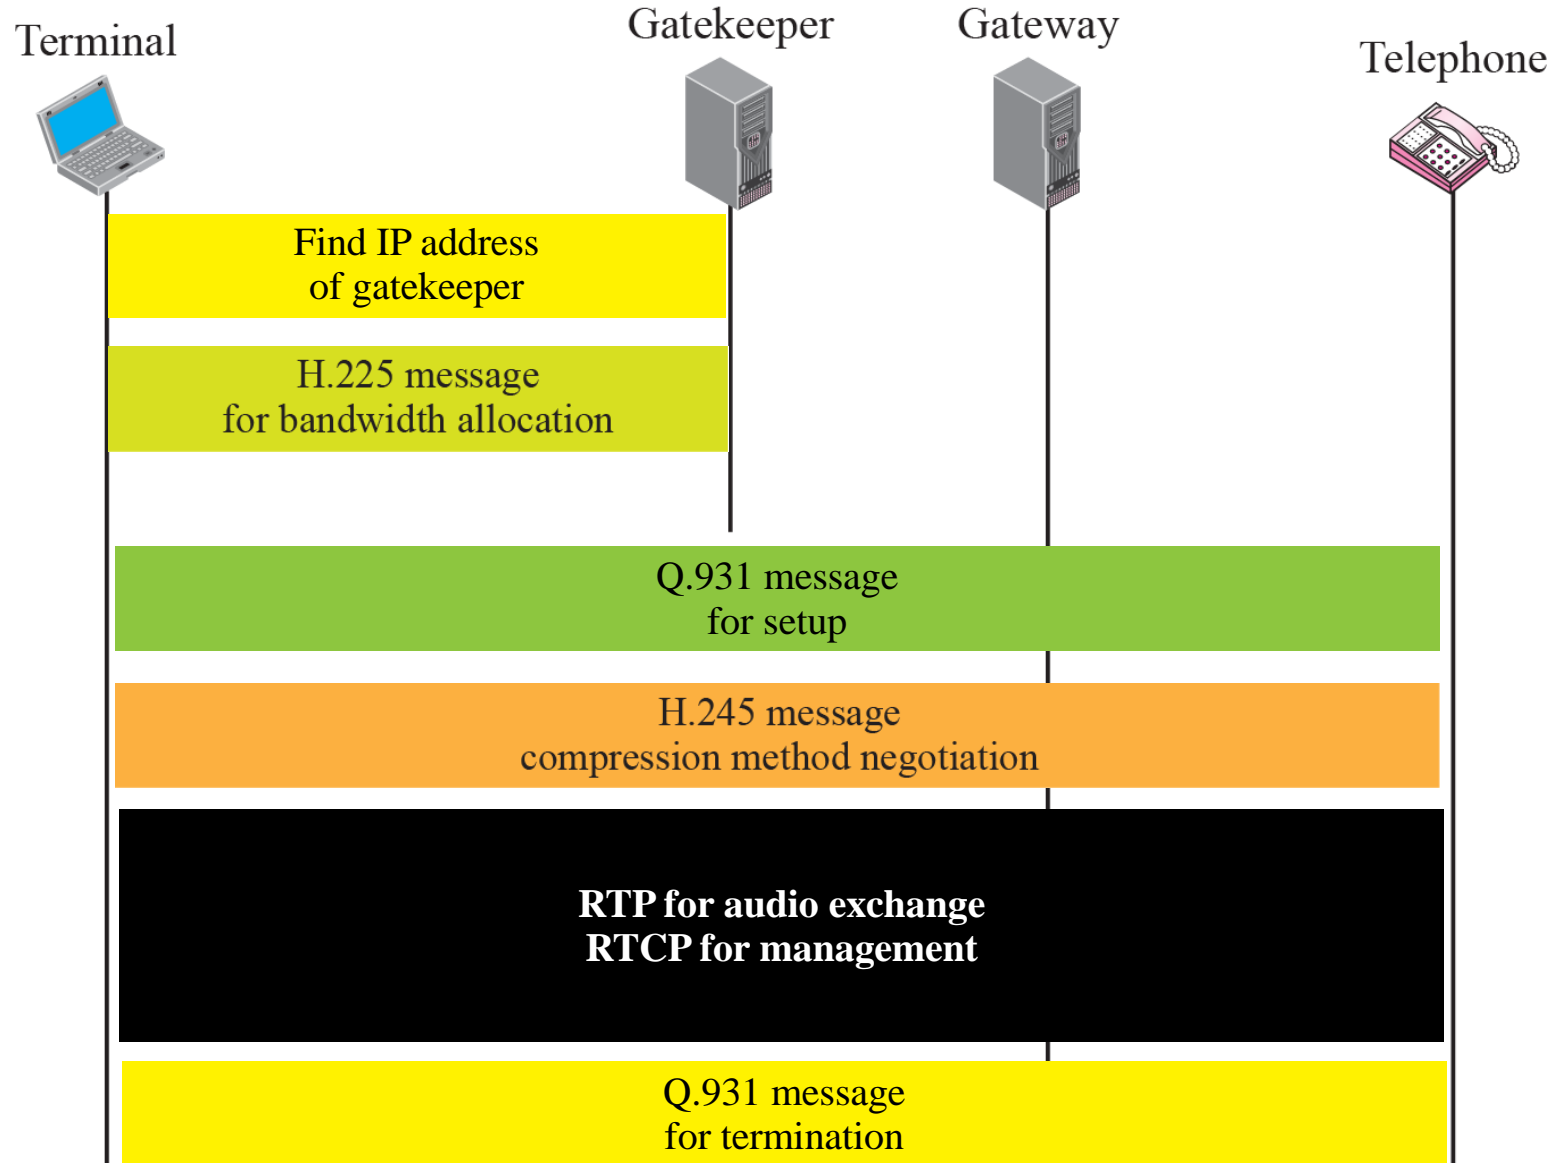 Terminal
Gatekeeper
Gateway
Telephone
Find IP address
of gatekeeper
H.225 message
for bandwidth allocation
Q.931 message
for setup
H.245 message
compression method negotiation
RTP for audio exchange
RTCP for management
Q.931 message
for termination